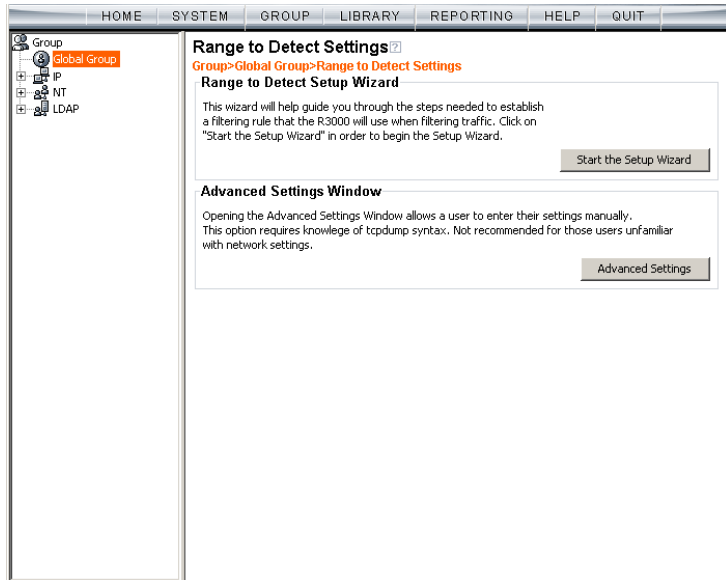 HOME SYSTEM GROUP LIBRARY REPORTING HELP QUIT
Group
Global Group
IP
NT
LDAP
Range to Detect Settings?
Group>Global Group>Range to Detect Settings
Range to Detect Setup Wizard
This wizard will help guide you through the steps needed to establish
a filtering rule that the R3000 will use when filtering traffic. Click on
"Start the Setup Wizard" in order to begin the Setup Wizard.
Start the Setup Wizard
Advanced Settings Window
Opening the Advanced Settings Window allows a user to enter their settings manually.
This option requires knowlege of tcpdump syntax. Not recommended for those users unfamiliar
with network settings.
Advanced Settings